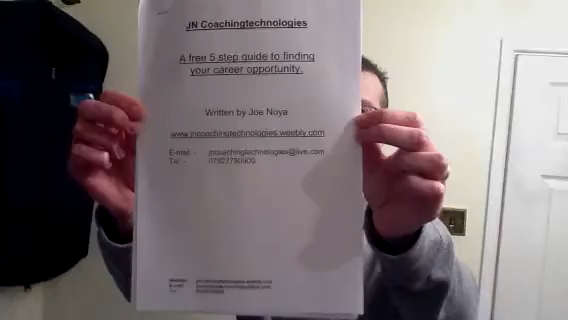 JN Coachingtechnologies
A free 5 step guide to finding
your career opportunity.
Written by Joe Noya
www.jncoachingtechnologies.weebly.com
E-mail - jncoachingtechnologies@live.com
Tel -